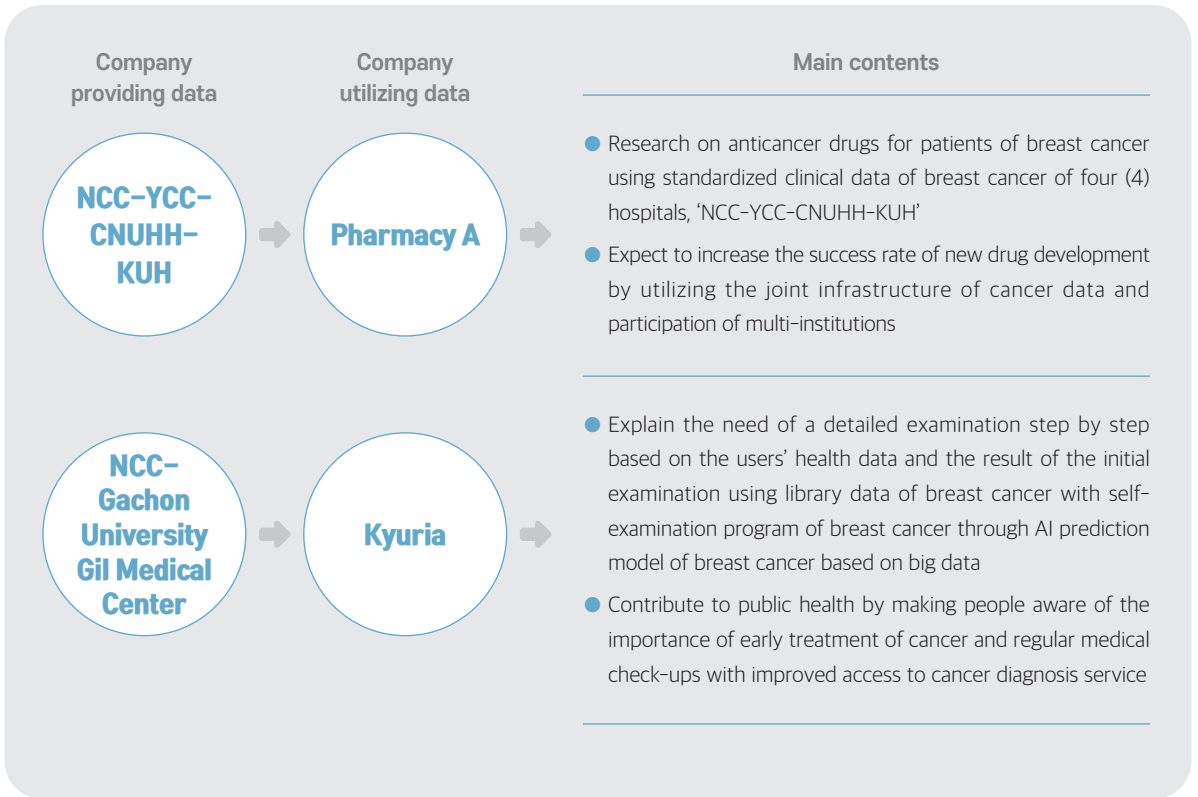 Company
providing data
Company
utilizing data
Main contents
NCC-YCC-
CNUHH-
KUH
Pharmacy A
● Research on anticancer drugs for patients of breast cancer
using standardized clinical data of breast cancer of four (4)
hospitals, ‘NCC-YCC-CNUHH-KUH’
● Expect to increase the success rate of new drug development
by utilizing the joint infrastructure of cancer data and
participation of multi-institutions
NCC-
Gachon
University
Gil Medical
Center
Kyuria
● Explain the need of a detailed examination step by step
based on the users’ health data and the result of the initial
examination using library data of breast cancer with self-
examination program of breast cancer through AI prediction
model of breast cancer based on big data
● Contribute to public health by making people aware of the
importance of early treatment of cancer and regular medical
check-ups with improved access to cancer diagnosis service